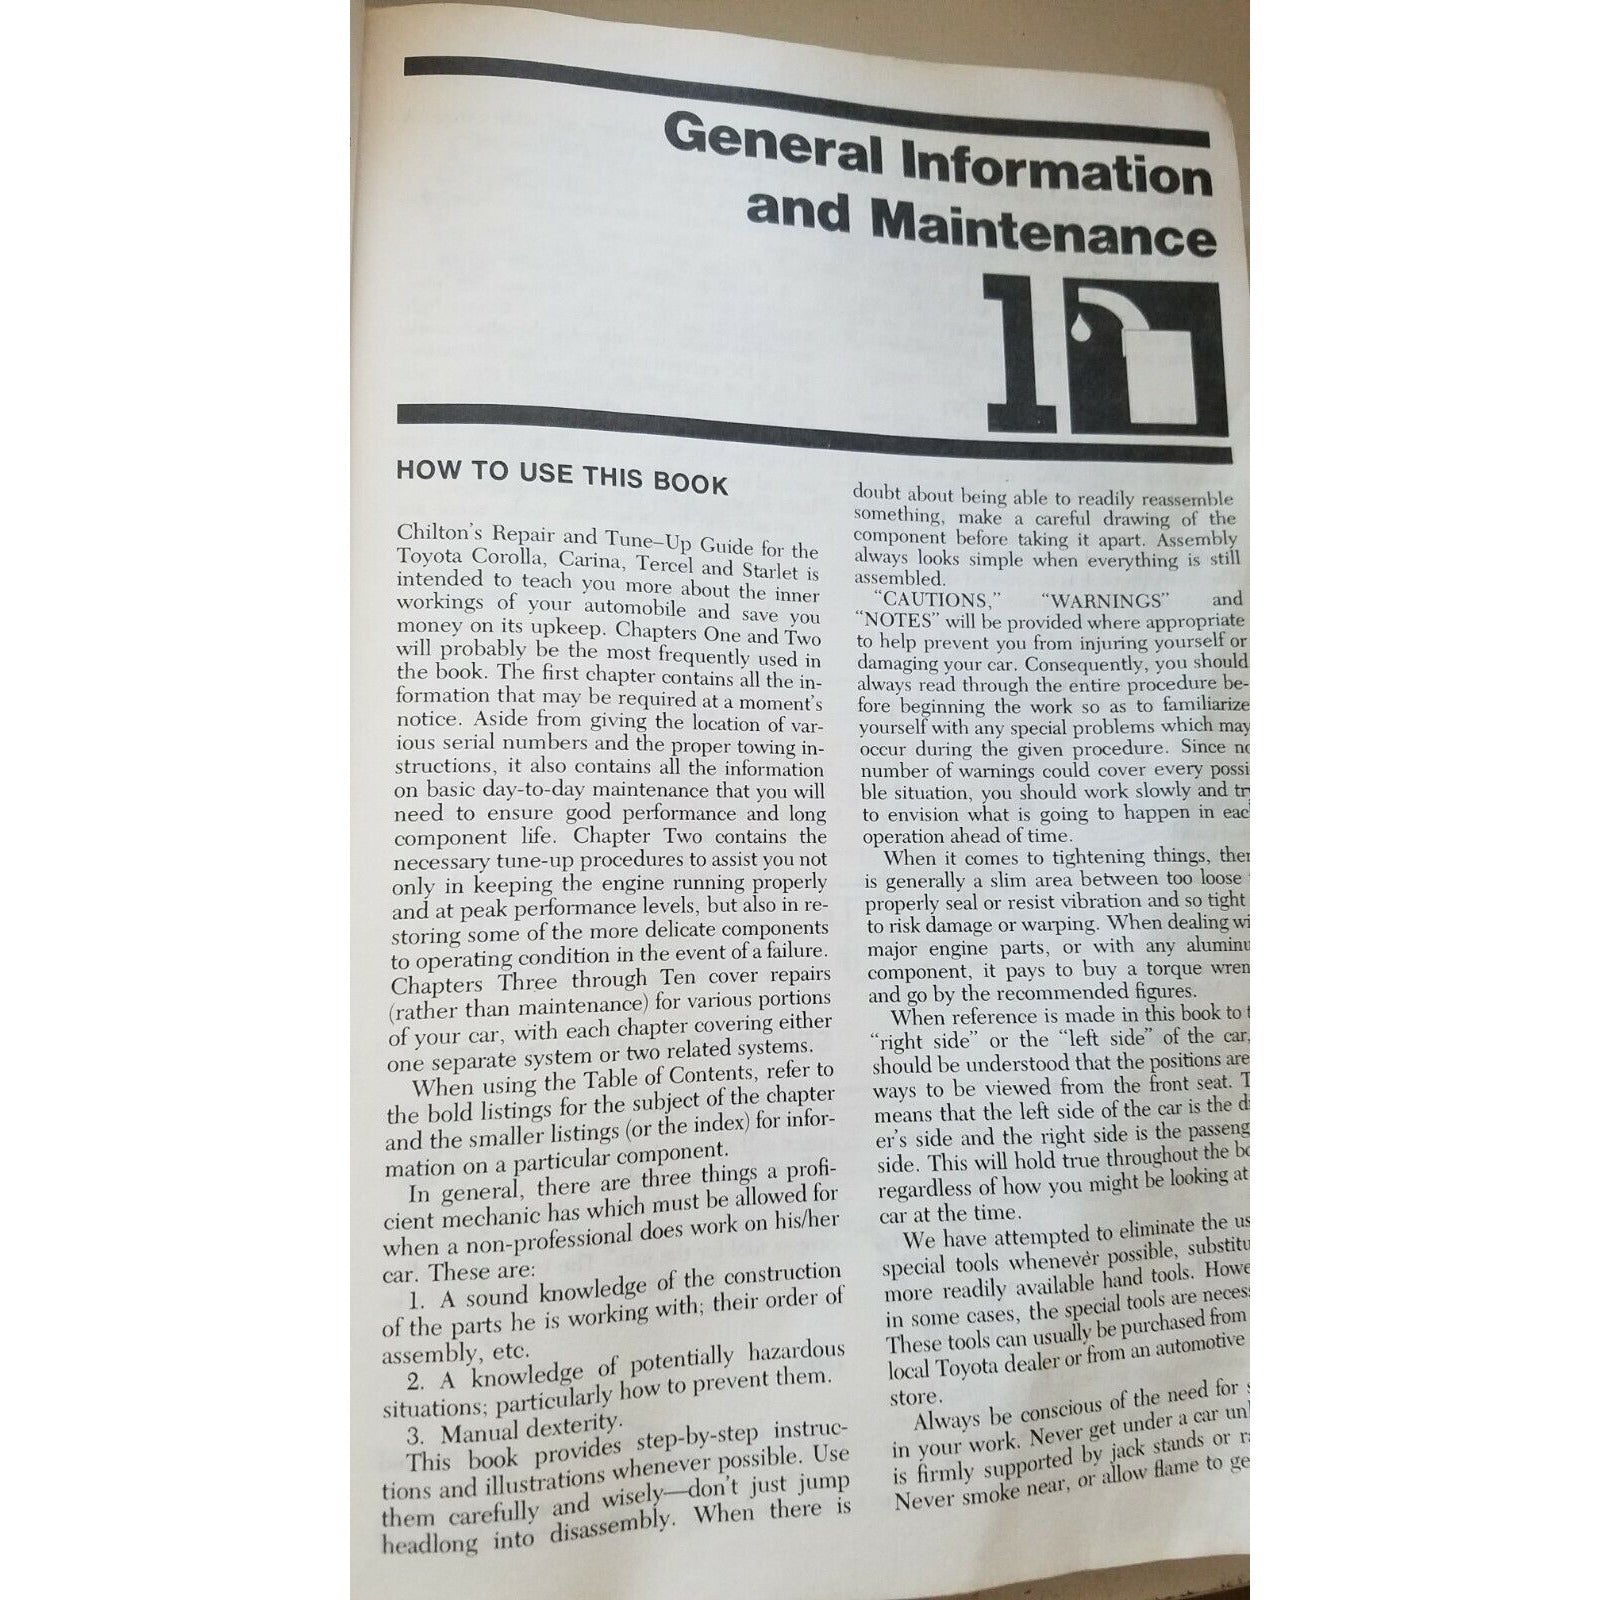 General Information
and Maintenance
1
HOW TO USE THIS BOOK
Chilton's Repair and Tune–Up Guide for the
Toyota Corolla, Carina, Tercel and Starlet is
intended to teach you more about the inner
workings of your automobile and save you
money on its upkeep. Chapters One and Two
will probably be the most frequently used in
the book. The first chapter contains all the in-
formation that may be required at a moment's
notice. Aside from giving the location of var-
ious serial numbers and the proper towing in-
structions, it also contains all the information
on basic day-to-day maintenance that you will
need to ensure good performance and long
component life. Chapter Two contains the
necessary tune-up procedures to assist you not
only in keeping the engine running properly
and at peak performance levels, but also in re-
storing some of the more delicate components
to operating condition in the event of a failure.
Chapters Three through Ten cover repairs
(rather than maintenance) for various portions
of your car, with each chapter covering either
one separate system or two related systems.
When using the Table of Contents, refer to
the bold listings for the subject of the chapter
and the smaller listings (or the index) for infor-
mation on a particular component.
In general, there are three things a profi-
cient mechanic has which must be allowed for
when a non-professional does work on his/her
car. These are:
1. A sound knowledge of the construction
of the parts he is working with; their order of
assembly, etc.
2. A knowledge of potentially hazardous
situations; particularly how to prevent them.
3. Manual dexterity.
This book provides step-by-step instruc-
tions and illustrations whenever possible. Use
them carefully and wisely—don't just jump
headlong into disassembly. When there is
doubt about being able to readily reassemble
something, make a careful drawing of the
component before taking it apart. Assembly
always looks simple when everything is still
assembled.
"CAUTIONS," "WARNINGS" and
"NOTES" will be provided where appropriate
to help prevent you from injuring yourself or
damaging your car. Consequently, you should
always read through the entire procedure be-
fore beginning the work so as to familiarize
yourself with any special problems which may
occur during the given procedure. Since
number of warnings could cover every possi
ble situation, you should work slowly and
to envision what is going to happen in
operation ahead of time.
When it comes to tightening things,
is generally a slim area between too loose
properly seal or resist vibration and so tight
to risk damage or warping. When dealing
major engine parts, or with any
component, it pays to buy a torque
and go by the recommended figures.
When reference is made in this book to
"right side" or the "left side" of the car,
should be understood that the positions are
ways to be viewed from the front seat.
means that the left side of the car is the
er's side and the right side is the
side. This will hold true throughout the
regardless of how you might be looking at
car at the time.
We have attempted to eliminate the
special tools whenever possible,
more readily available hand tools.
in some cases, the special tools are
These tools can usually be purchased from
local Toyota dealer or from an automotive
store.
Always be conscious of the need for
in your work. Never get under a car
is firmly supported by jack stands or
Never smoke near, or allow flame to